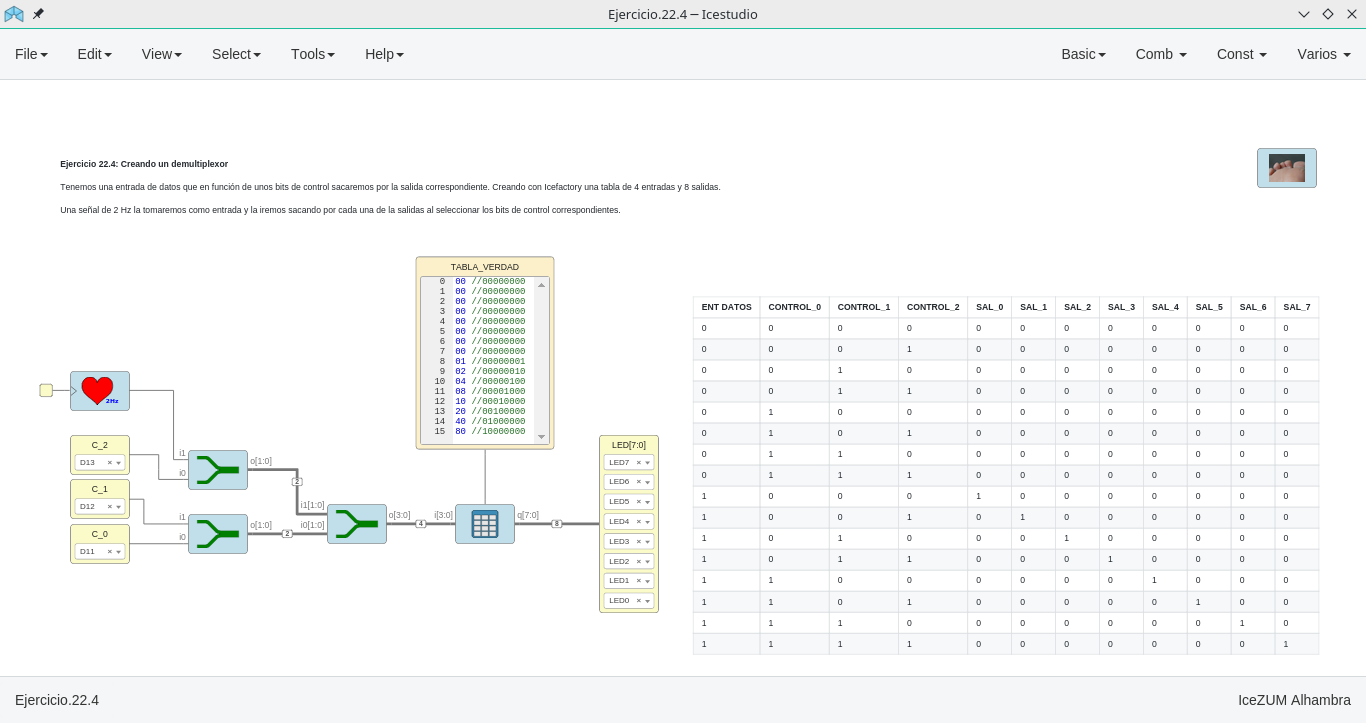 Ejercicio.22.4 — Icestudio
File Edit View Select Tools Help Basic Comb Const Varios
Ejercicio 22.4: Creando un demultiplexor
Tenemos una entrada de datos que en función de unos bits de control sacaremos por la salida correspondiente. Creando con Icefactory una tabla de 4 entradas y 8 salidas.
Una señal de 2 Hz la tomaremos como entrada y la iremos sacando por cada una de la salidas al seleccionar los bits de control correspondientes.
TABLA_VERDAD
0 00 //00000000
1 00 //00000000
2 00 //00000000
3 00 //00000000
4 00 //00000000
5 00 //00000000
6 00 //00000000
7 00 //00000000
8 01 //00000001
9 02 //00000010
10 04 //00000100
11 08 //00001000
12 10 //00010000
13 20 //00100000
14 40 //01000000
15 80 //10000000
2Hz
C_2
D13 ×
C_1
D12 ×
C_0
D11 ×
i1
i0
o[1:0]
i1
i0
o[1:0]
2
2
i1[1:0]
i0[1:0]
o[3:0]
4
i[3:0]
q[7:0]
8
LED[7:0]
LED7 ×
LED6 ×
LED5 ×
LED4 ×
LED3 ×
LED2 ×
LED1 ×
LED0 ×
ENT DATOS CONTROL_0 CONTROL_1 CONTROL_2 SAL_0 SAL_1 SAL_2 SAL_3 SAL_4 SAL_5 SAL_6 SAL_7
0 0 0 0 0 0 0 0 0 0 0 0
0 0 0 1 0 0 0 0 0 0 0 0
0 0 1 0 0 0 0 0 0 0 0 0
0 0 1 1 0 0 0 0 0 0 0 0
0 1 0 0 0 0 0 0 0 0 0 0
0 1 0 1 0 0 0 0 0 0 0 0
0 1 1 0 0 0 0 0 0 0 0 0
0 1 1 1 0 0 0 0 0 0 0 0
1 0 0 0 1 0 0 0 0 0 0 0
1 0 0 1 0 1 0 0 0 0 0 0
1 0 1 0 0 0 1 0 0 0 0 0
1 0 1 1 0 0 0 1 0 0 0 0
1 1 0 0 0 0 0 0 1 0 0 0
1 1 0 1 0 0 0 0 0 1 0 0
1 1 1 0 0 0 0 0 0 0 1 0
1 1 1 1 0 0 0 0 0 0 0 1
Ejercicio.22.4 IceZUM Alhambra